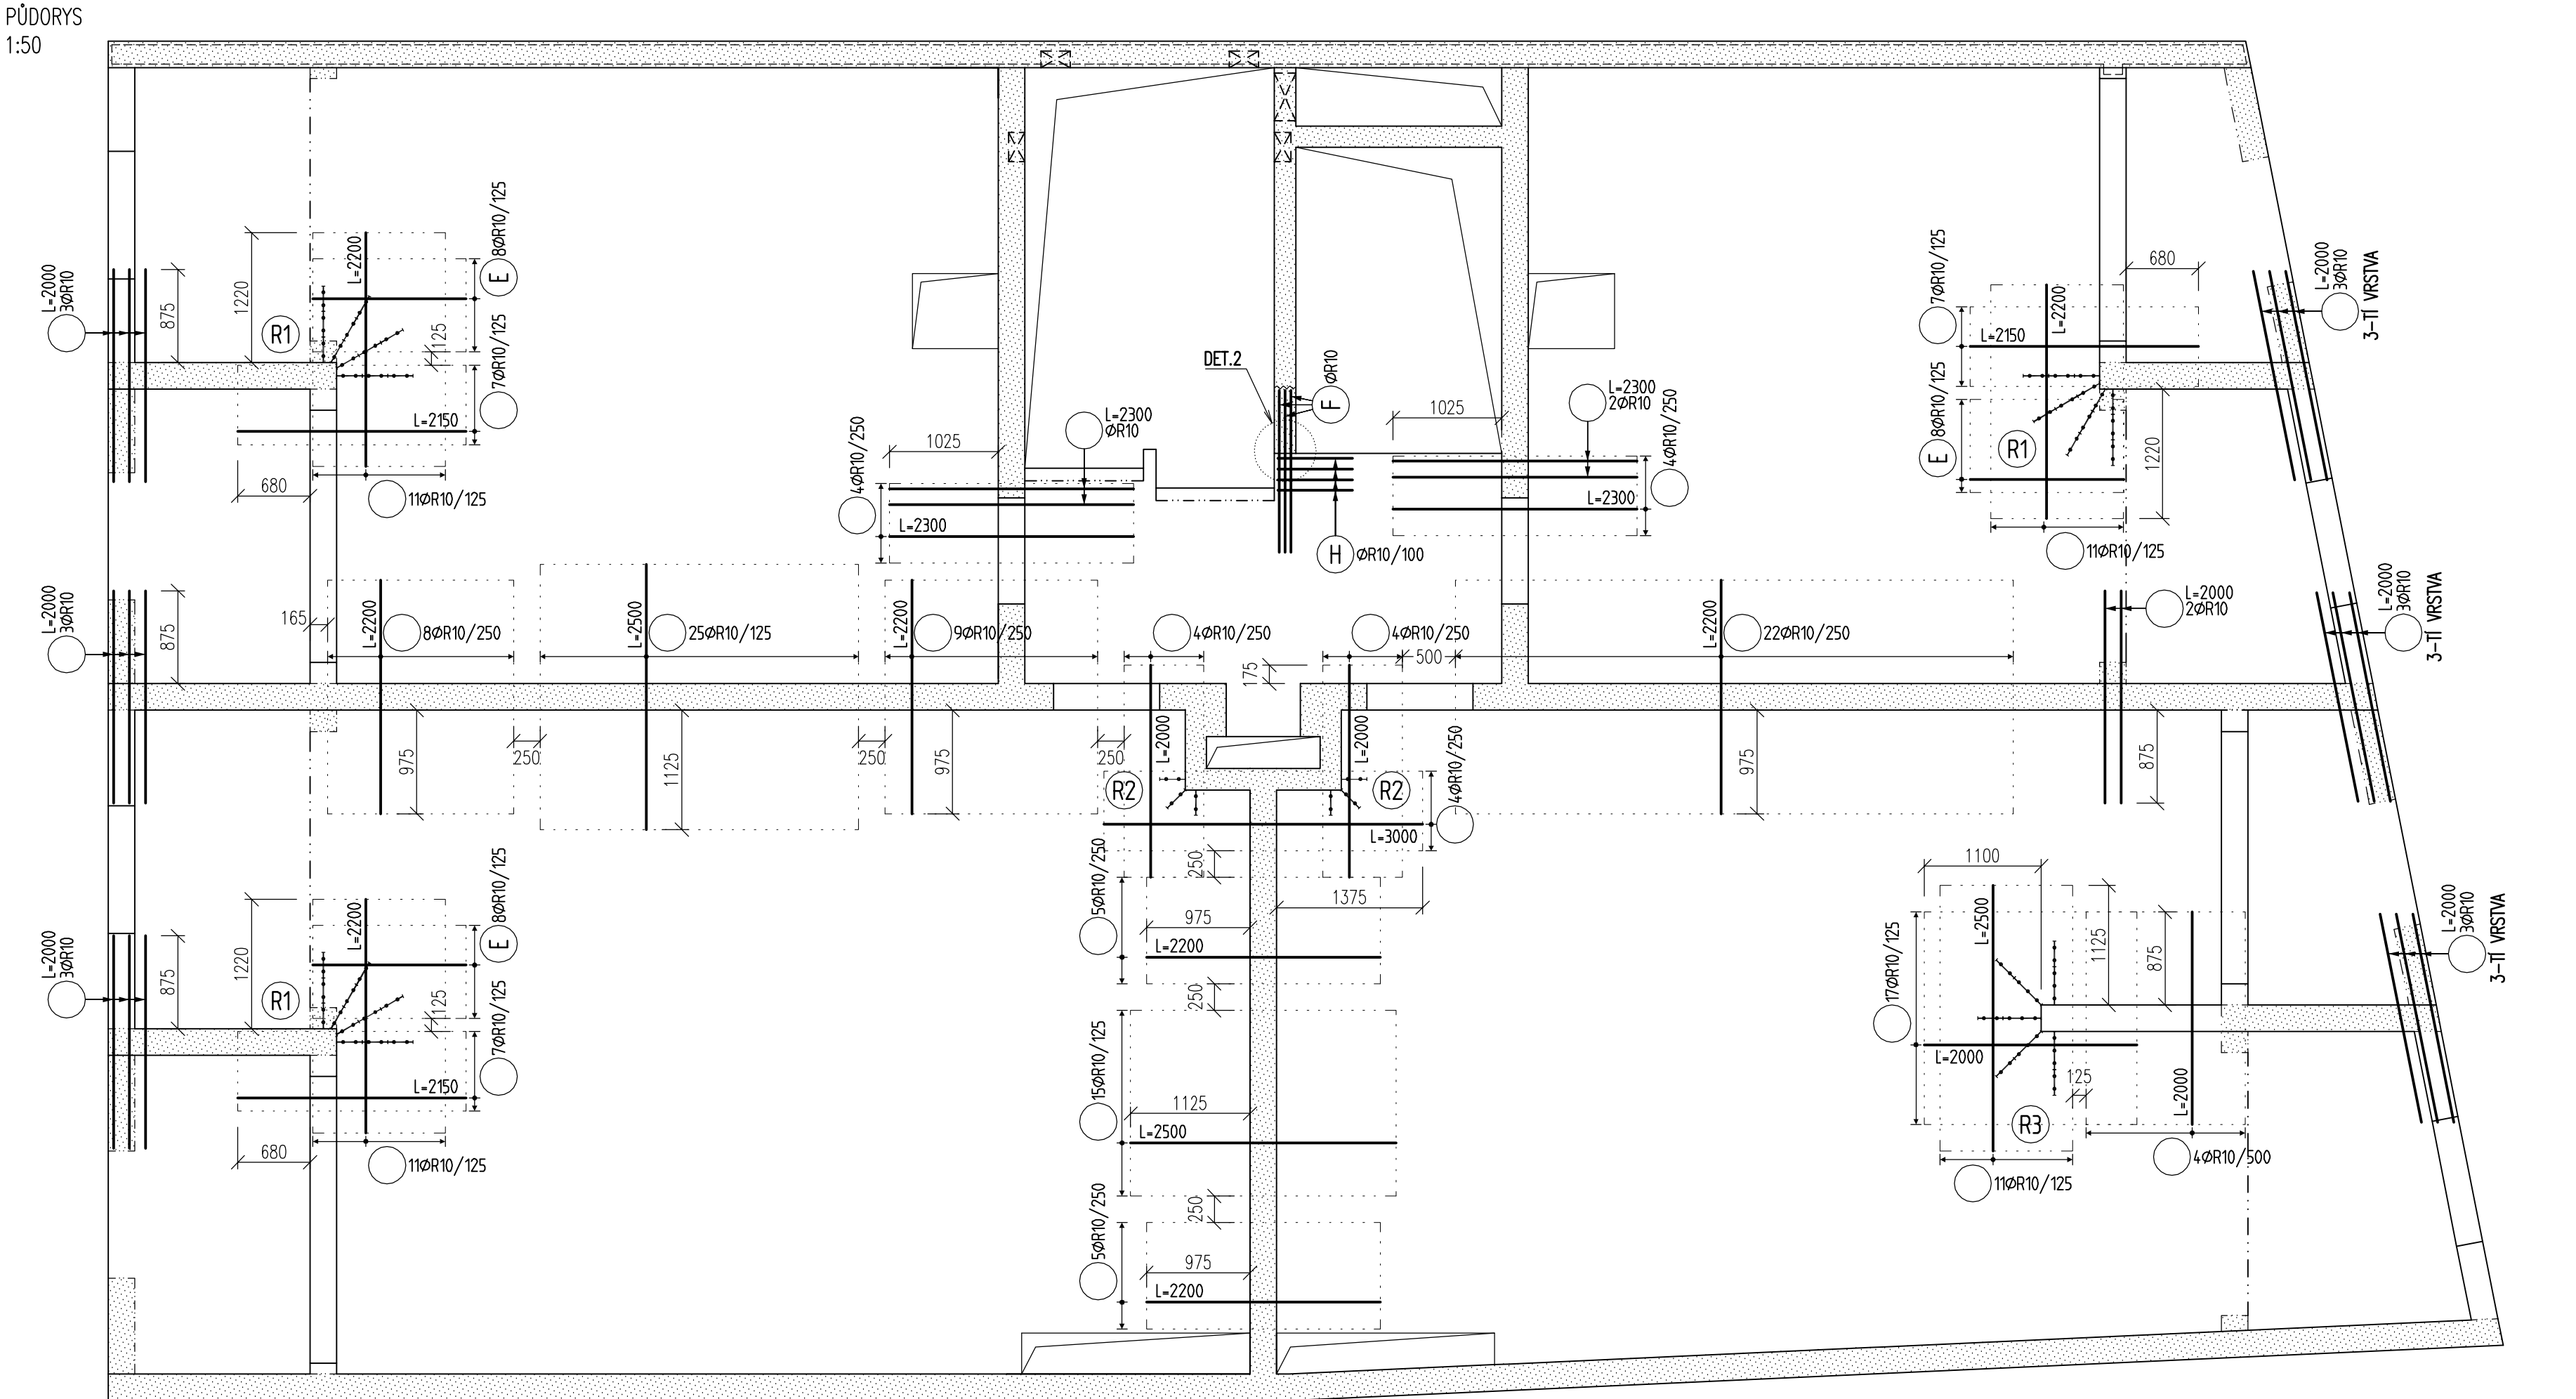 PŮDORYS
1:50
L=2000
3ØR10
875
1220
L=2200
E
8ØR10/125
R1
125
7ØR10/125
L=2150
680
11ØR10/125
DET.2
F
ØR10
L=2300
ØR10
1025
4ØR10/250
L=2300
1025
L=2300
2ØR10
4ØR10/250
L=2300
H
ØR10/100
7ØR10/125
L=2200
680
L=2150
8ØR10/125
E
R1
1220
11ØR10/125
L=2000
3ØR10
3-TÍ VRSTVA
L=2000
3ØR10
875
165
L=2200
8ØR10/250
L=2500
25ØR10/125
L=2200
9ØR10/250
4ØR10/250
4ØR10/250
500
175
L=2200
22ØR10/250
L=2000
2ØR10
L=2000
3ØR10
3-TÍ VRSTVA
975
250
1125
250
975
250
L=2000
L=2000
R2
R2
4ØR10/250
L=3000
975
875
L=2000
3ØR10
875
1220
L=2200
E
8ØR10/125
R1
125
7ØR10/125
L=2150
680
11ØR10/125
250
1375
5ØR10/250
975
L=2200
250
15ØR10/125
1125
L=2500
250
5ØR10/250
975
L=2200
1100
L=2500
1125
875
17ØR10/125
L=2000
125
L=2000
R3
11ØR10/125
4ØR10/500
L=2000
3ØR10
3-TÍ VRSTVA